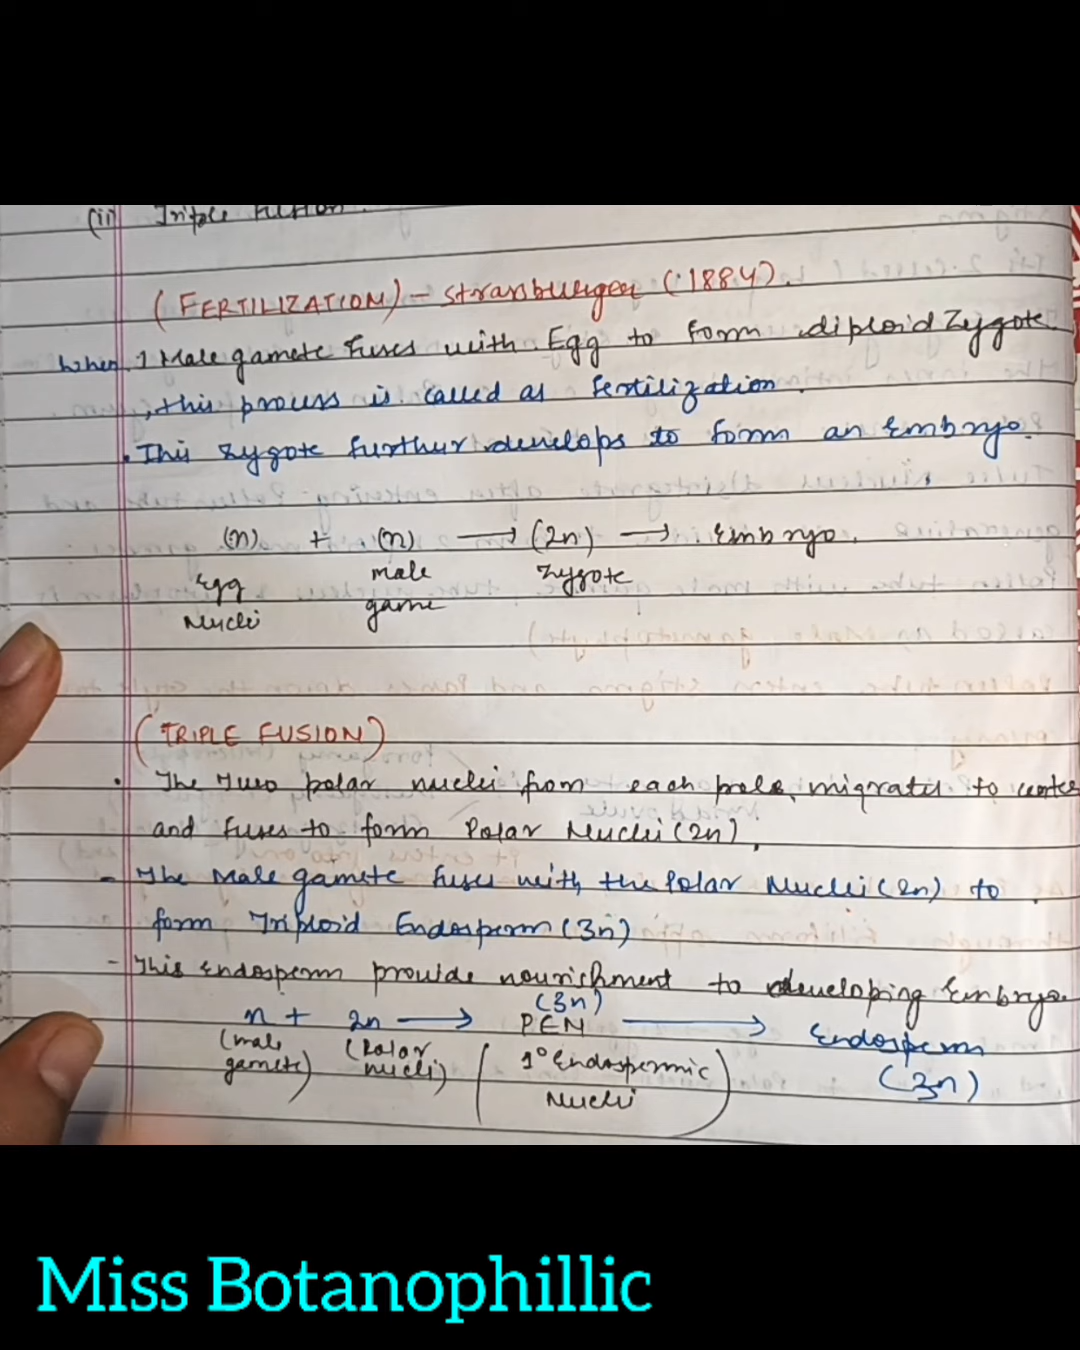 (ii) Triple Fusion.
(FERTILIZATION) - Strasburger (1884).
When 1 Male gamete Fuses with Egg to form diploid Zygote
, this process is called as fertilization.
. This zygote furthur develops to form an Embryo.
(n) + (n) → (2n) → Embryo.
Egg male zygote
Nuclei game
(TRIPLE FUSION)
• The Two polar nuclei from each pole, migrates to center
and fuses to form Polar Nuclei (2n).
- The Male gamete fuses with the Polar Nuclei (2n) to
form Triploid Endosperm (3n)
- This endosperm provide nourishment to developing Embryo.
(3n)
n + 2n → PEN → Endosperm
(male (Polar 1° Endospermic (3n)
gamete) nuclei) Nuclei
Miss Botanophillic